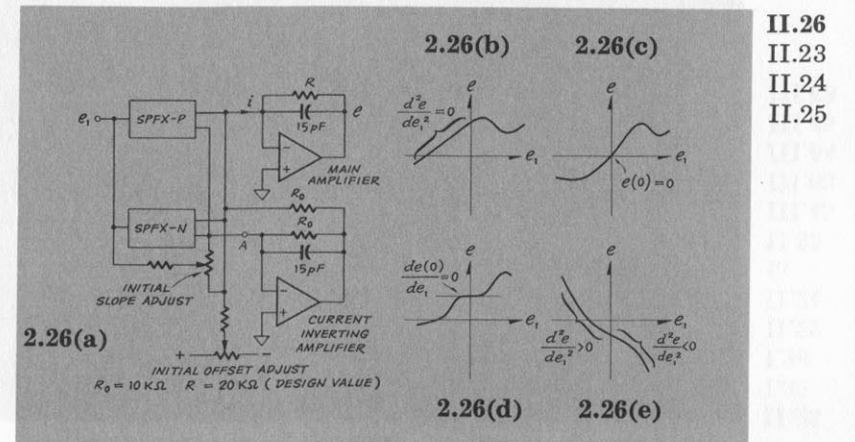 2.26(b)
2.26(c)
II.26
II.23
II.24
II.25
e₁
SPFX-P
i
R
15pF
e
MAIN
AMPLIFIER
SPFX-N
A
R₀
R₀
15pF
INITIAL
SLOPE ADJUST
CURRENT
INVERTING
AMPLIFIER
2.26(a)
+
−
INITIAL OFFSET ADJUST
R₀ = 10 KΩ R = 20 KΩ (DESIGN VALUE)
e
d²e/de₁² = 0
e₁
e
e₁
e(0)=0
e
de(0)/de₁ = 0
e₁
e
e₁
d²e/de₁² >0
d²e/de₁² <0
2.26(d)
2.26(e)